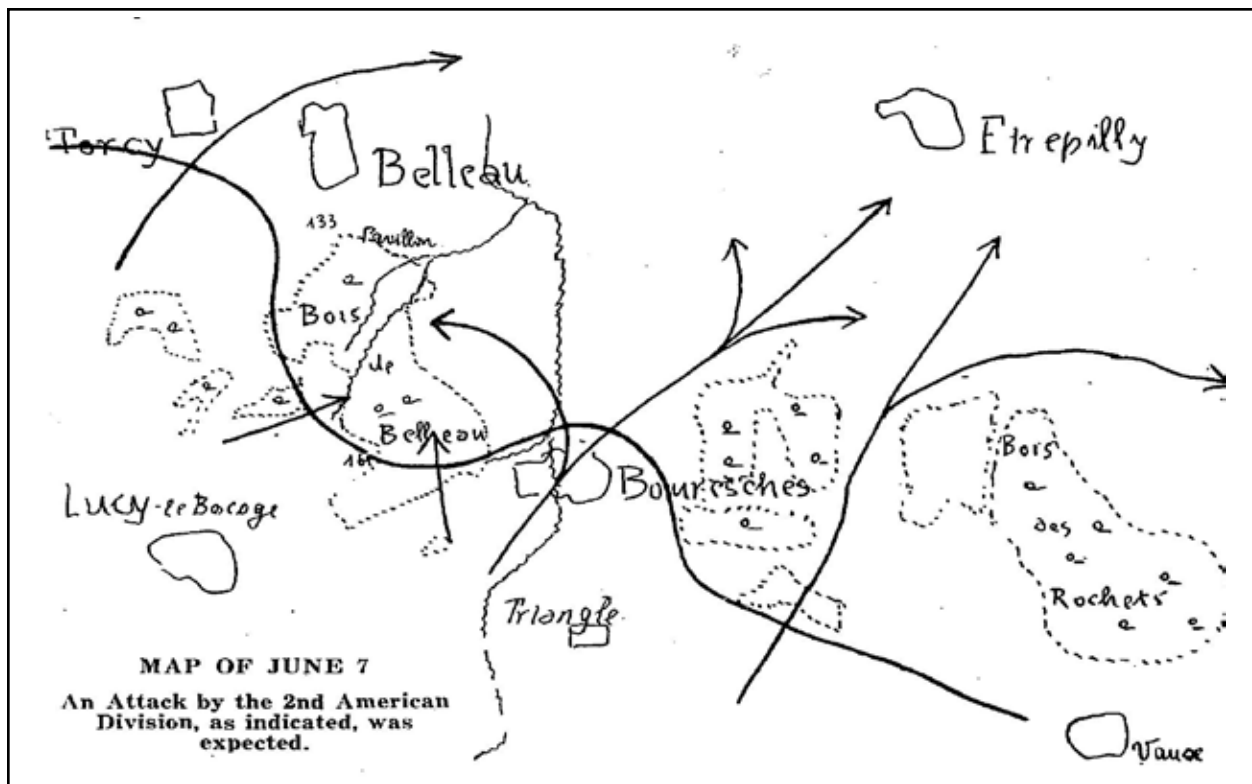 Torcy
Belleau
Etrepilly
133
Pavillon
Bois
de
Belleau
LUCY-le Bocage
Bouresches
Bois
des
Rochets
Triangle
Vaux
MAP OF JUNE 7
An Attack by the 2nd American
Division, as indicated, was
expected.